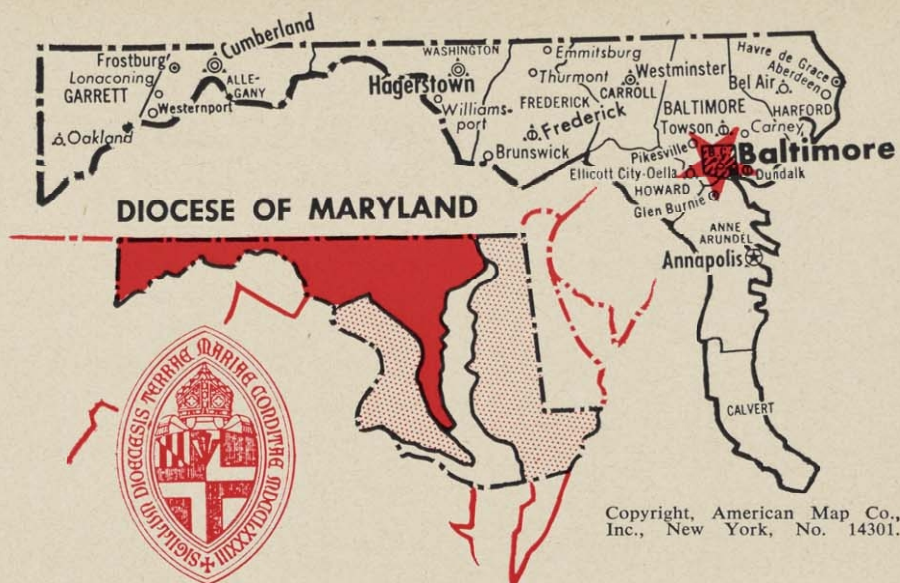 Cumberland
Frostburg
Lonaconing
GARRETT
ALLE-
GANY
Westernport
Oakland
WASHINGTON
Hagerstown
Williams-
port
Emmitsburg
Thurmont
FREDERICK
Frederick
Brunswick
CARROLL
Westminster
Havre de Grace
Aberdeen
Bel Air
HARFORD
BALTIMORE
Towson
Carney
Pikesville
Baltimore
Ellicott City-Oella
Dundalk
HOWARD
Glen Burnie
ANNE
ARUNDEL
Annapolis
CALVERT
DIOCESE OF MARYLAND
SIGILLUM DIOECESIS TERRAE MARIAE CONDITAE MDCCLXXXIII
Copyright, American Map Co.,
Inc., New York, No. 14301.